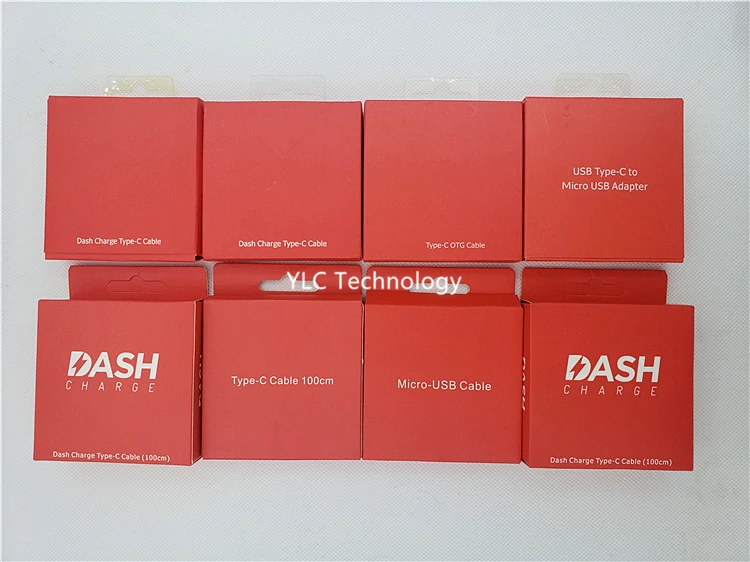 Dash Charge Type-C Cable
Dash Charge Type-C Cable
Type-C OTG Cable
USB Type-C to
Micro USB Adapter
YLC Technology
DASH
CHARGE
Dash Charge Type-C Cable (100cm)
DASH
Type-C Cable 100cm
Micro-USB Cable
DASH
DASH
CHARGE
Dash Charge Type-C Cable (100cm)